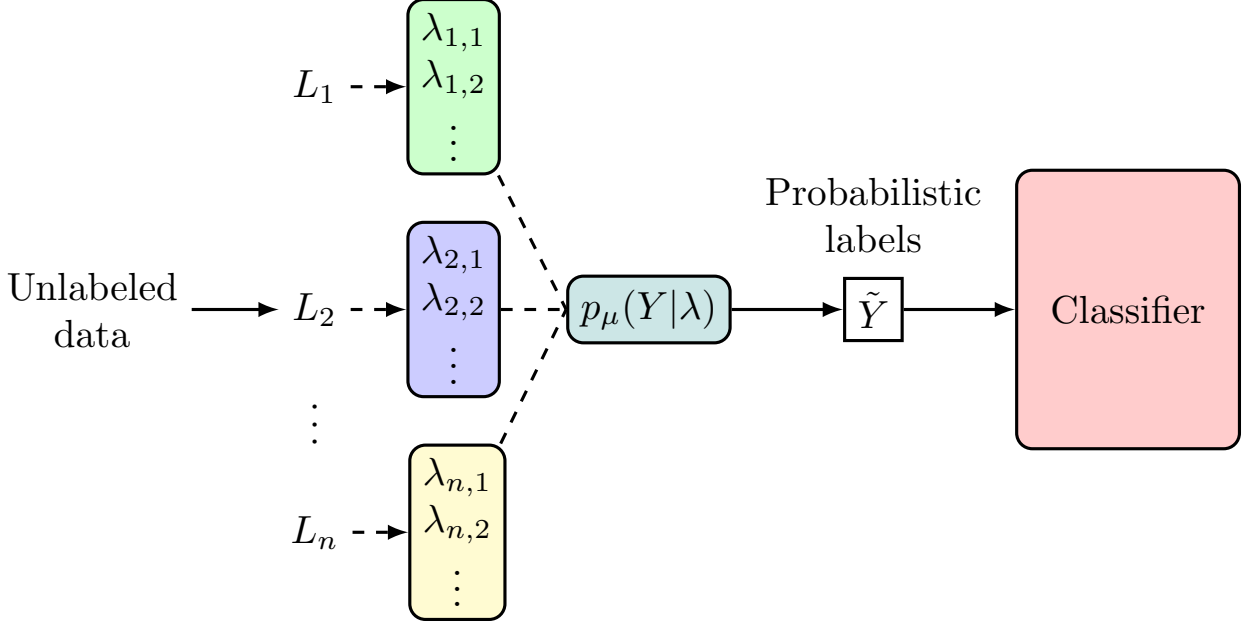 λ₁,₁
λ₁,₂
⋮
L₁
Unlabeled
data
L₂
λ₂,₁
λ₂,₂
⋮
⋮
Lₙ
λₙ,₁
λₙ,₂
⋮
p_μ(Y|λ)
Probabilistic
labels
Ỹ
Classifier